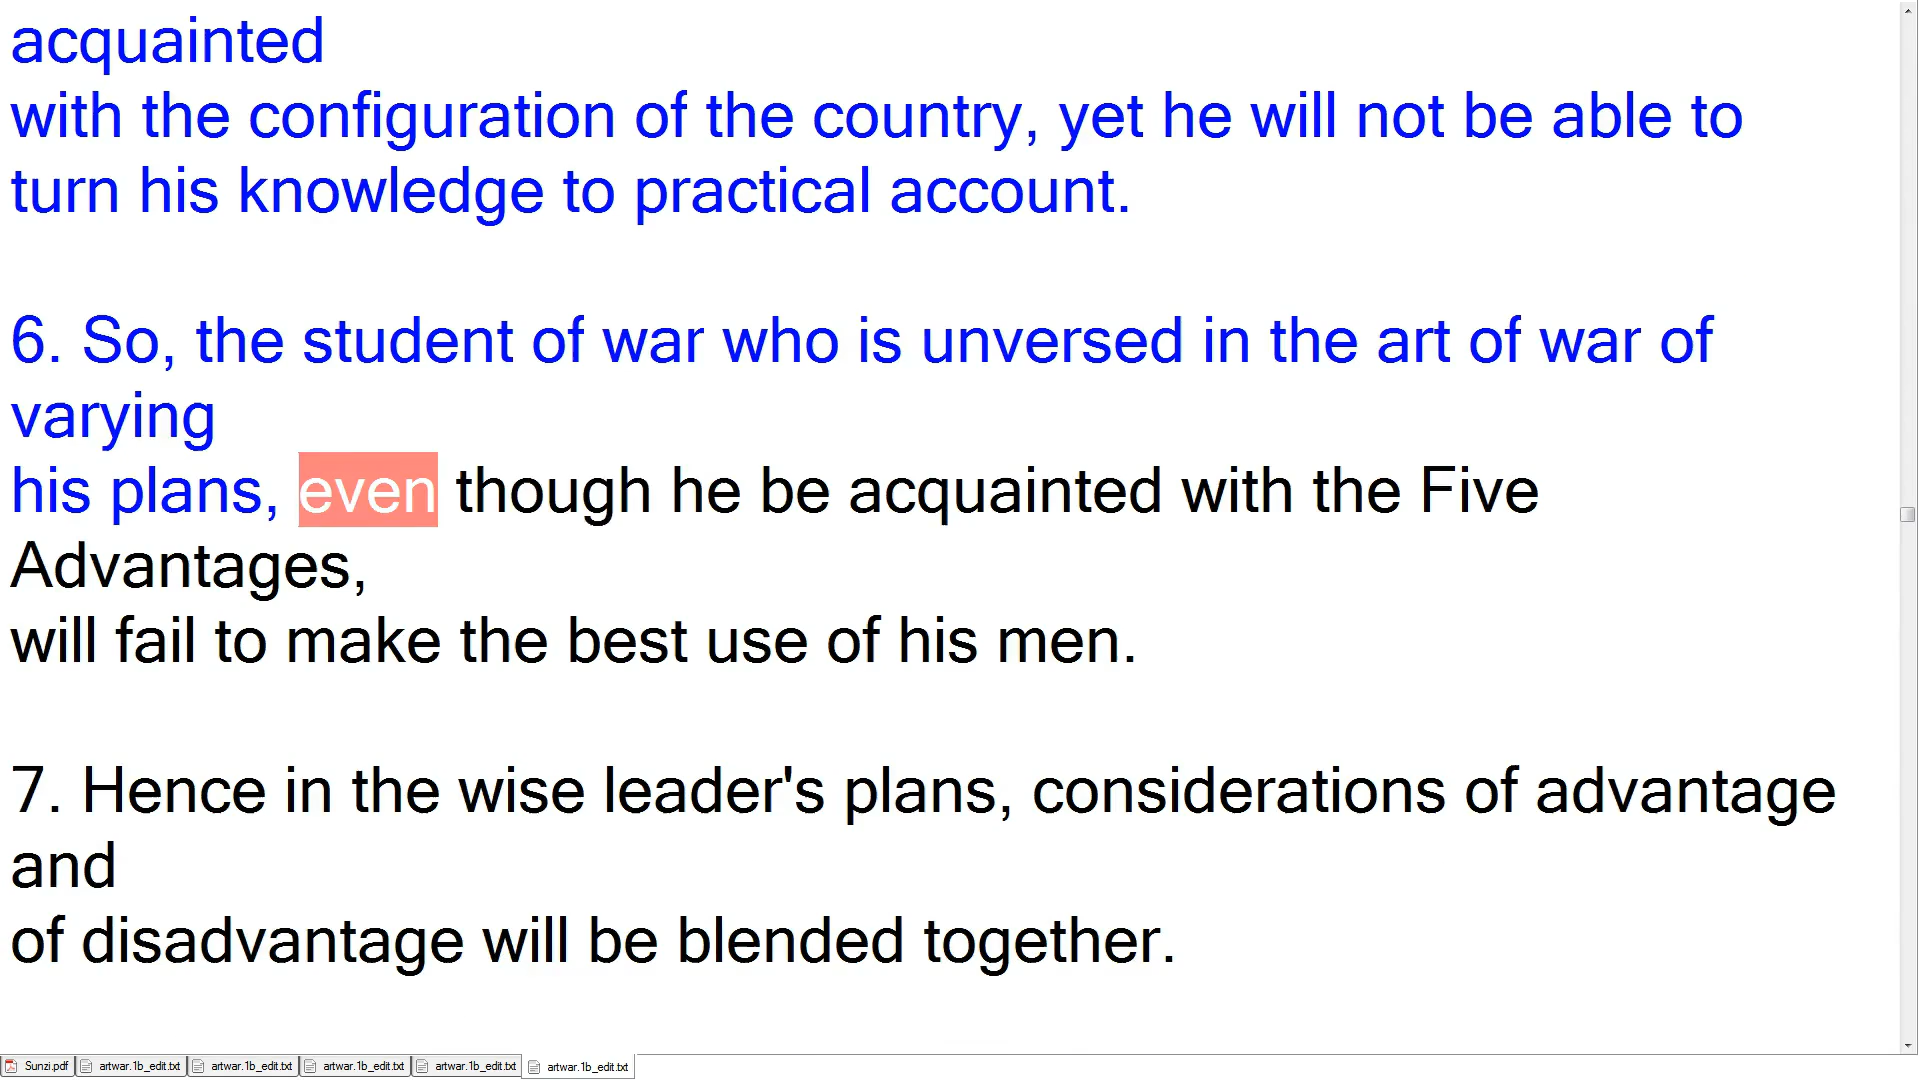 acquainted
with the configuration of the country, yet he will not be able to
turn his knowledge to practical account.
6. So, the student of war who is unversed in the art of war of
varying
his plans, even though he be acquainted with the Five
Advantages,
will fail to make the best use of his men.
7. Hence in the wise leader's plans, considerations of advantage
and
of disadvantage will be blended together.
Sunzi.pdf artwar.1b_edit.txt artwar.1b_edit.txt artwar.1b_edit.txt artwar.1b_edit.txt artwar.1b_edit.txt